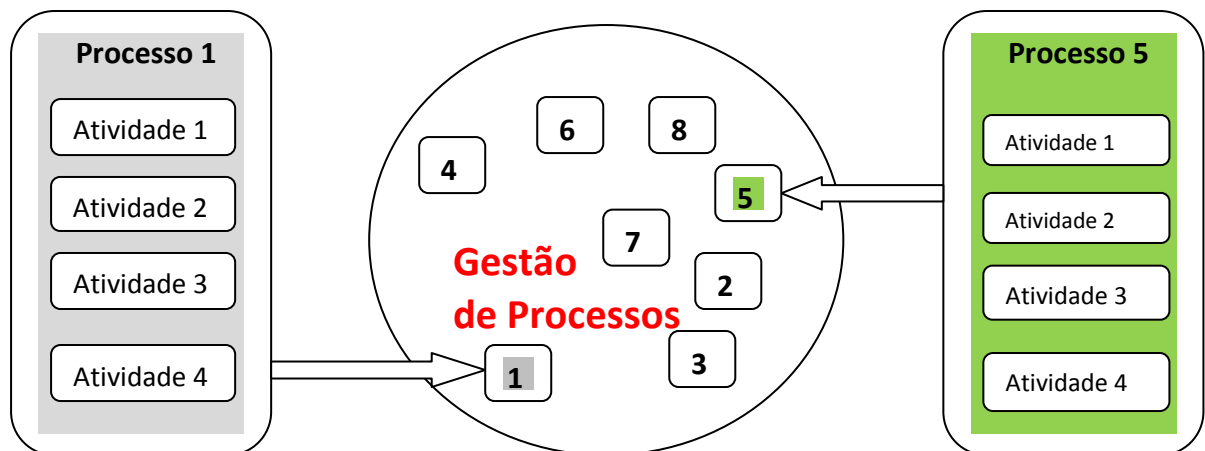 Processo 1
Atividade 1
Atividade 2
Atividade 3
Atividade 4
6
8
4
5
7
Gestão
de Processos
2
3
1
Processo 5
Atividade 1
Atividade 2
Atividade 3
Atividade 4